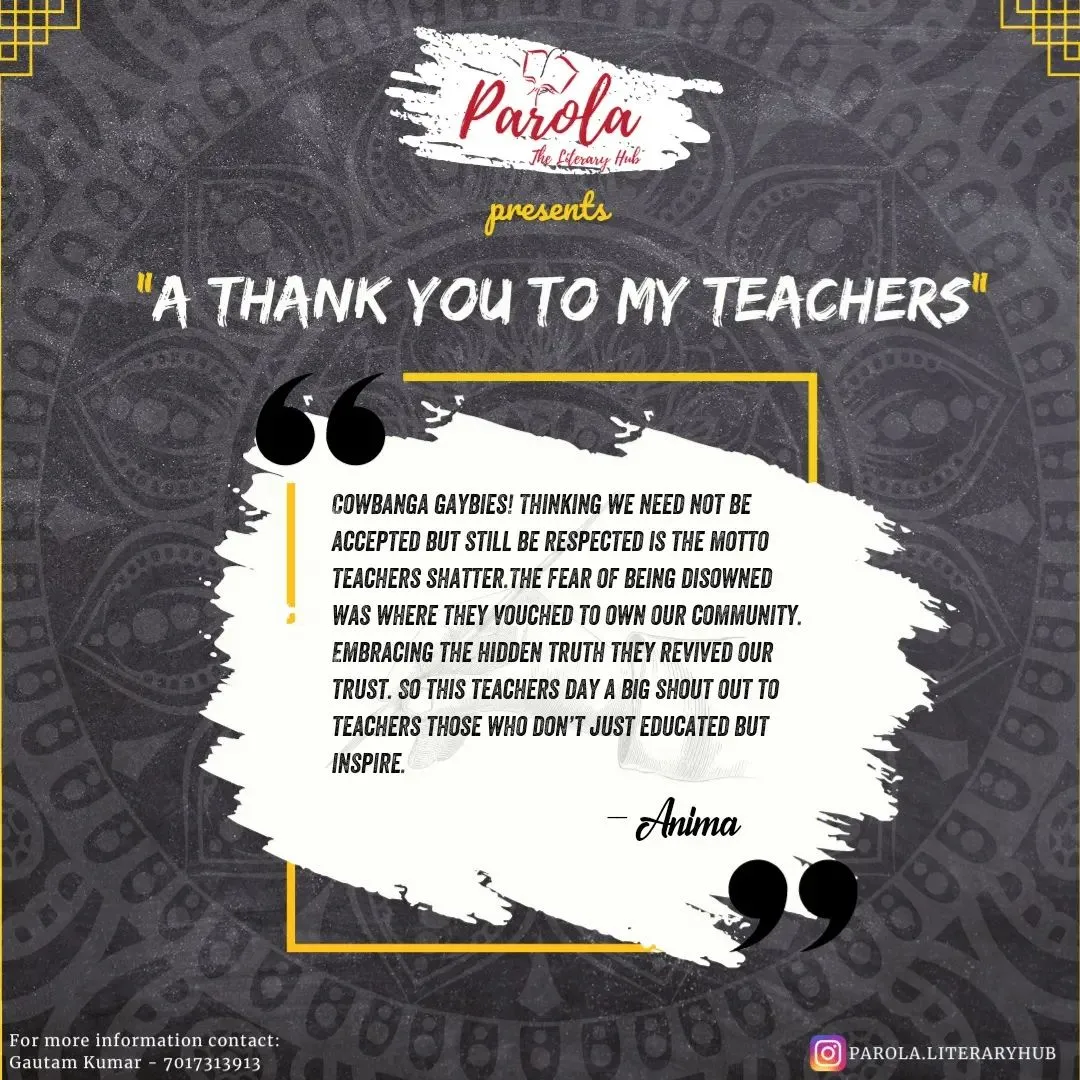 Parola
The Literary Hub
presents
"A THANK YOU TO MY TEACHERS"
COWBANGA GAYBIES! THINKING WE NEED NOT BE
ACCEPTED BUT STILL BE RESPECTED IS THE MOTTO
TEACHERS SHATTER.THE FEAR OF BEING DISOWNED
WAS WHERE THEY VOUCHED TO OWN OUR COMMUNITY.
EMBRACING THE HIDDEN TRUTH THEY REVIVED OUR
TRUST. SO THIS TEACHERS DAY A BIG SHOUT OUT TO
TEACHERS THOSE WHO DON'T JUST EDUCATED BUT
INSPIRE.
— Anima
For more information contact:
Gautam Kumar - 7017313913
PAROLA.LITERARYHUB